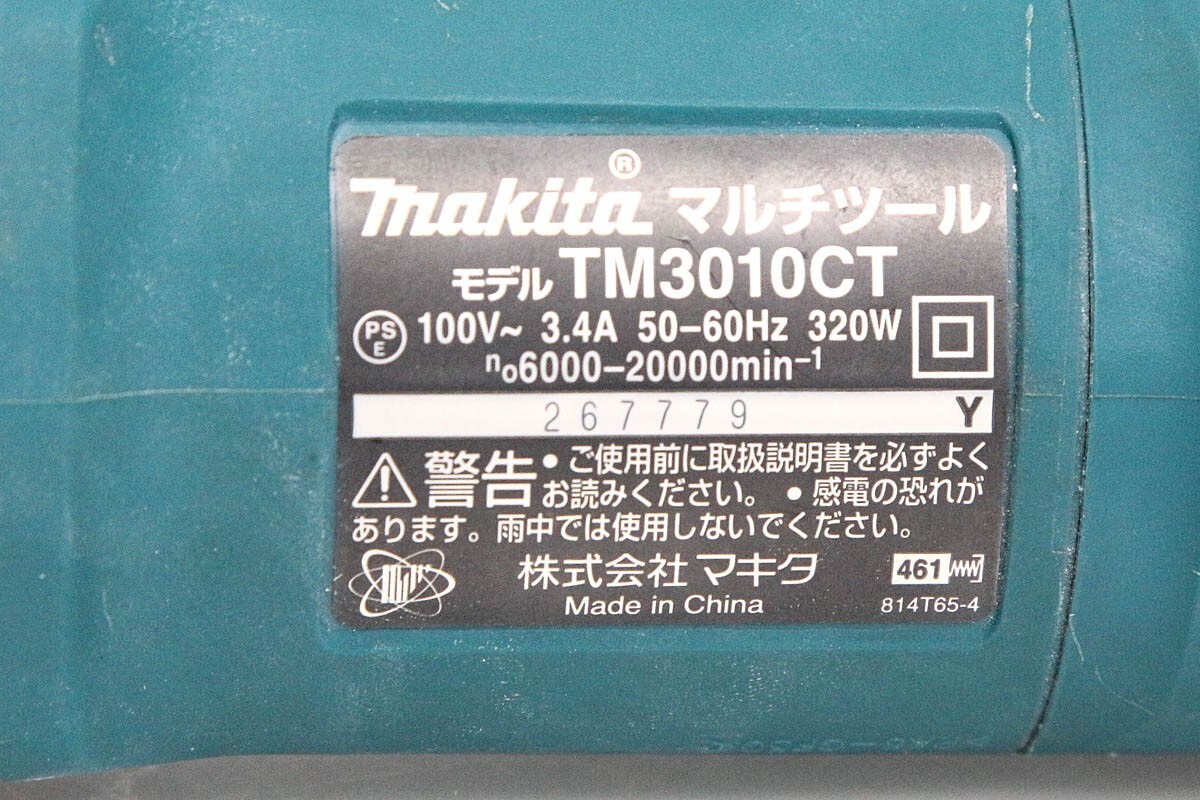 makita® マルチツール
モデル TM3010CT
PS E 100V~ 3.4A 50-60Hz 320W
n₀6000-20000min⁻¹
267779 Y
警告 • ご使用前に取扱説明書を必ずよく
お読みください。 • 感電の恐れが
あります。雨中では使用しないでください。
株式会社 マキタ 461
Made in China 814T65-4